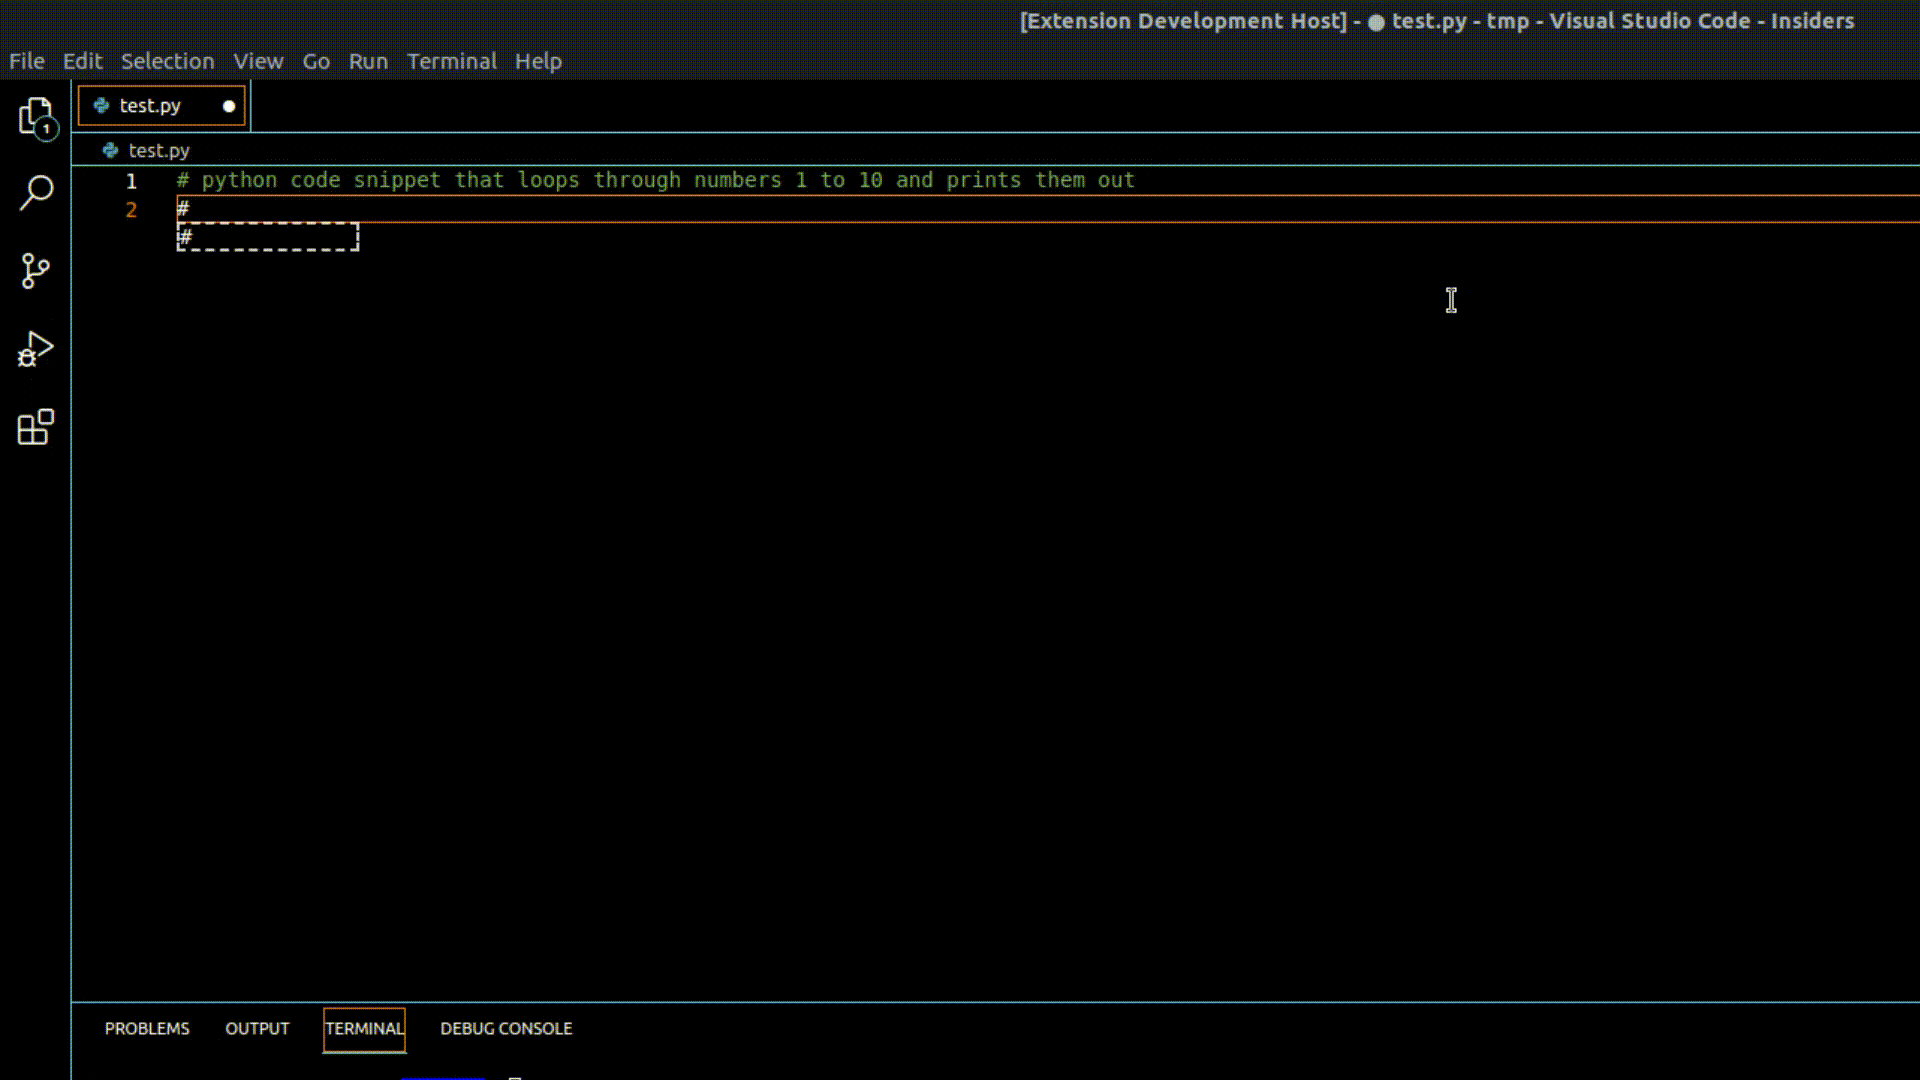 [Extension Development Host] - ● test.py - tmp - Visual Studio Code - Insiders
File Edit Selection View Go Run Terminal Help
test.py ●
1
test.py
1 # python code snippet that loops through numbers 1 to 10 and prints them out
2 #
#
PROBLEMS OUTPUT TERMINAL DEBUG CONSOLE